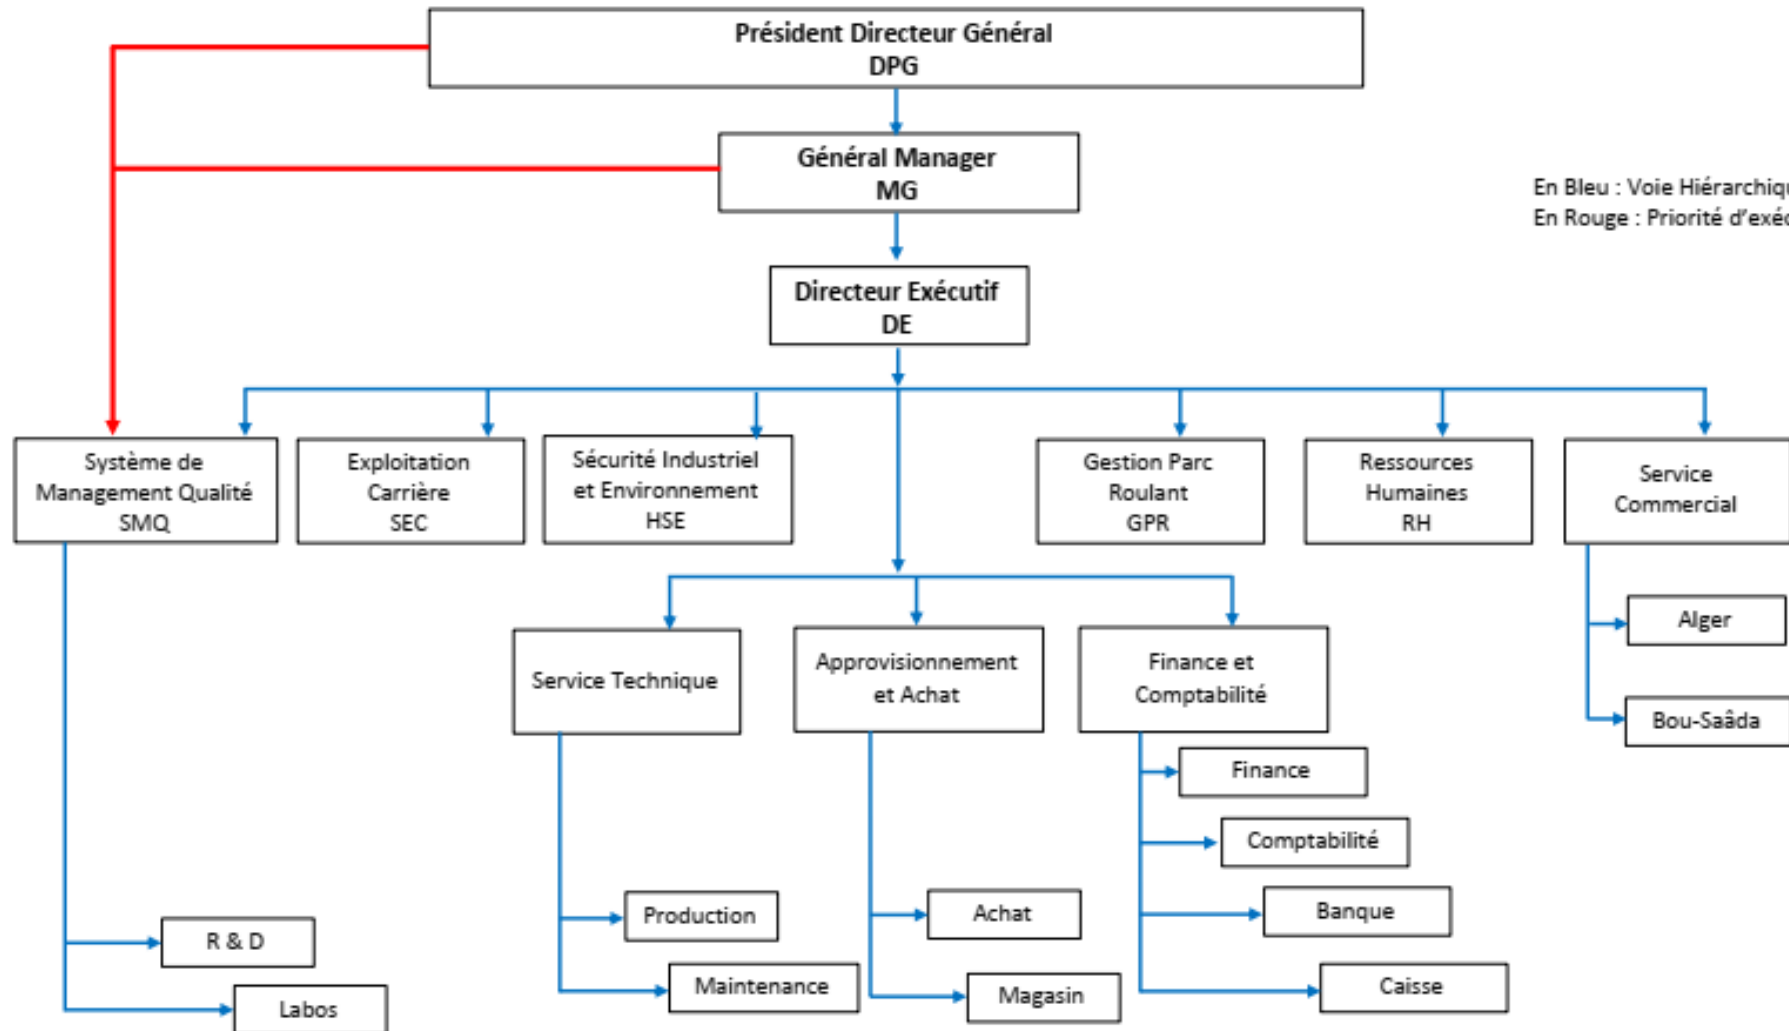 Président Directeur Général
DPG
Général Manager
MG
En Bleu : Voie
En Rouge : Priorité
Directeur Exécutif
DE
Système de
Management Qualité
SMQ
Exploitation
Carrière
SEC
Sécurité Industriel
et Environnement
HSE
Gestion Parc
Roulant
GPR
Ressources
Humaines
RH
Service
Commercial
Alger
Bou-Saâda
Service Technique
Approvisionnement
et Achat
Finance et
Comptabilité
Finance
Comptabilité
Banque
Caisse
Production
Maintenance
Achat
Magasin
R & D
Labos